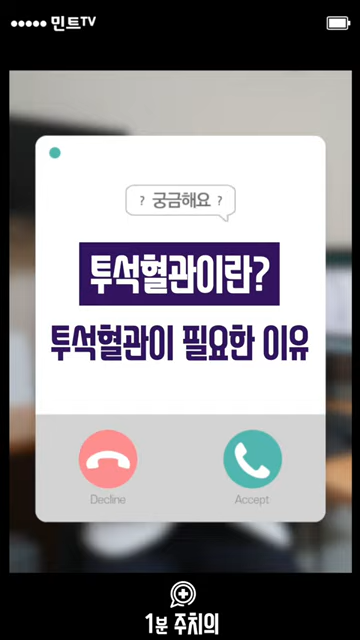 민트TV
? 궁금해요 ?
투석혈관이란?
투석혈관이 필요한 이유
Decline
Accept
1분 주치의